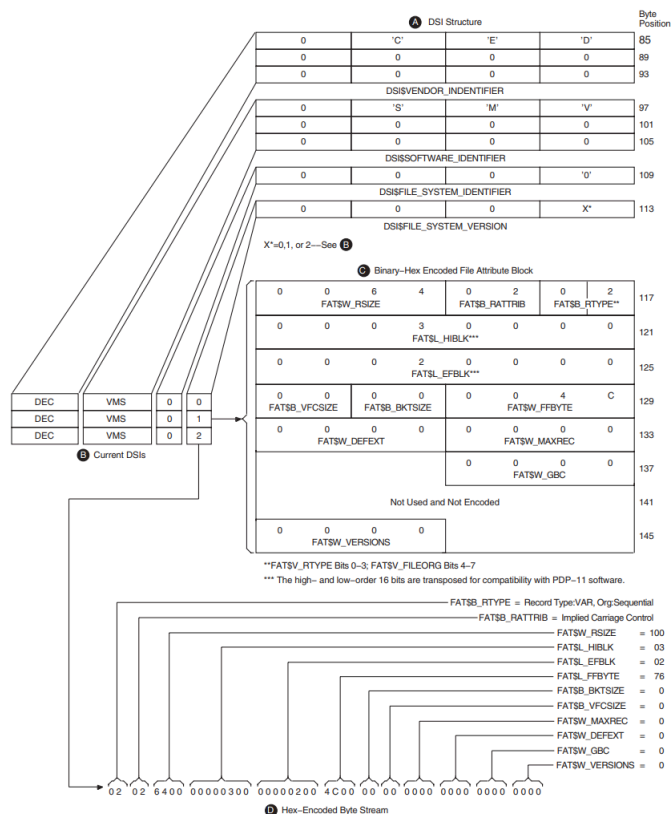 Byte
Position
A DSI Structure
0 'C' 'E' 'D' 85
0 0 0 0 89
0 0 0 0 93
DSI$VENDOR_INDENTIFIER
0 'S' 'M' 'V' 97
0 0 0 0 101
0 0 0 0 105
DSI$SOFTWARE_IDENTIFIER
0 0 0 '0' 109
DSI$FILE_SYSTEM_IDENTIFIER
0 0 0 X* 113
DSI$FILE_SYSTEM_VERSION
X*=0,1, or 2––See B
C Binary–Hex Encoded File Attribute Block
0 0 6 4 0 2 0 2 117
FAT$W_RSIZE FAT$B_RATTRIB FAT$B_RTYPE**
0 0 0 3 0 0 0 0 121
FAT$L_HIBLK***
0 0 0 2 0 0 0 0 125
FAT$L_EFBLK***
0 0 0 0 0 0 4 C 129
FAT$B_VFCSIZE FAT$B_BKTSIZE FAT$W_FFBYTE
0 0 0 0 0 0 0 0 133
FAT$W_DEFEXT FAT$W_MAXREC
0 0 0 0 137
FAT$W_GBC
Not Used and Not Encoded 141
0 0 0 0 145
FAT$W_VERSIONS
DEC VMS 0 0
DEC VMS 0 1
DEC VMS 0 2
B Current DSIs
**FAT$V_RTYPE Bits 0–3; FAT$V_FILEORG Bits 4–7
*** The high– and low–order 16 bits are transposed for compatibility with PDP–11 software.
FAT$B_RTYPE = Record Type:VAR, Org:Sequential
FAT$B_RATTRIB = Implied Carriage Control
FAT$W_RSIZE = 100
FAT$L_HIBLK = 03
FAT$L_EFBLK = 02
FAT$L_FFBYTE = 76
FAT$B_BKTSIZE = 0
FAT$B_VFCSIZE = 0
FAT$W_MAXREC = 0
FAT$W_DEFEXT = 0
FAT$W_GBC = 0
FAT$W_VERSIONS = 0
02 02 6400 00000300 00000200 4C00 00 00 0000 0000 0000 0000
D Hex–Encoded Byte Stream